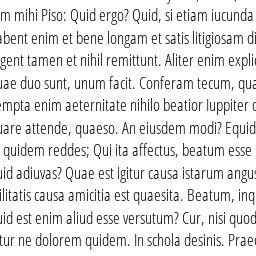 m mihi Piso: Quid ergo? Quid, si etiam iucunda
abent enim et bene longam et satis litigiosam di
gent tamen et nihil remittunt. Aliter enim expli
uae duo sunt, unum facit. Conferam tecum, qua
empta enim aeternitate nihilo beatior Iuppiter
uare attende, quaeso. An eiusdem modi? Equid
quidem reddes; Qui ita affectus, beatum esse
uid adiuvas? Quae est igitur causa istarum angus
ilitatis causa amicitia est quaesita. Beatum, inq
uid est enim aliud esse versutum? Cur, nisi quod
tur ne dolorem quidem. In schola desinis. Prae